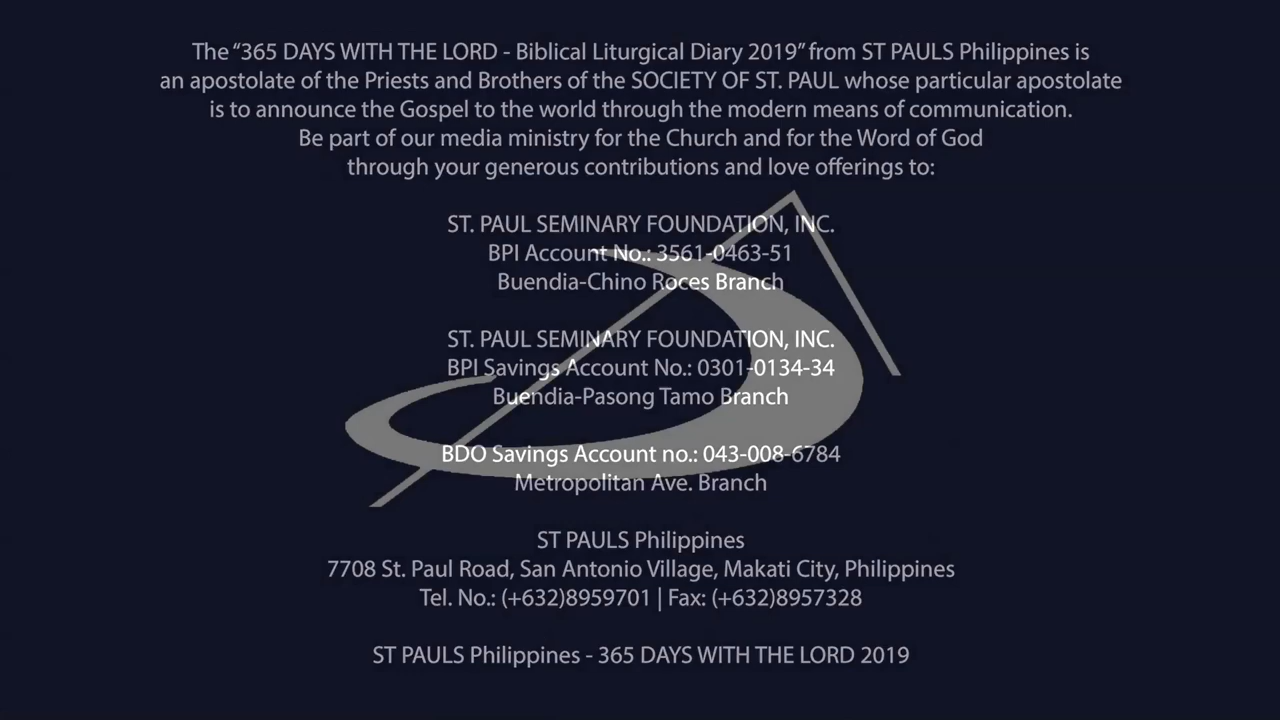 The “365 DAYS WITH THE LORD - Biblical Liturgical Diary 2019” from ST PAULS Philippines is
an apostolate of the Priests and Brothers of the SOCIETY OF ST. PAUL whose particular apostolate
is to announce the Gospel to the world through the modern means of communication.
Be part of our media ministry for the Church and for the Word of God
through your generous contributions and love offerings to:
ST. PAUL SEMINARY FOUNDATION, INC.
BPI Account No.: 3561-0463-51
Buendia-Chino Roces Branch
ST. PAUL SEMINARY FOUNDATION, INC.
BPI Savings Account No.: 0301-0134-34
Buendia-Pasong Tamo Branch
BDO Savings Account no.: 043-008-6784
Metropolitan Ave. Branch
ST PAULS Philippines
7708 St. Paul Road, San Antonio Village, Makati City, Philippines
Tel. No.: (+632)8959701 | Fax: (+632)8957328
ST PAULS Philippines - 365 DAYS WITH THE LORD 2019